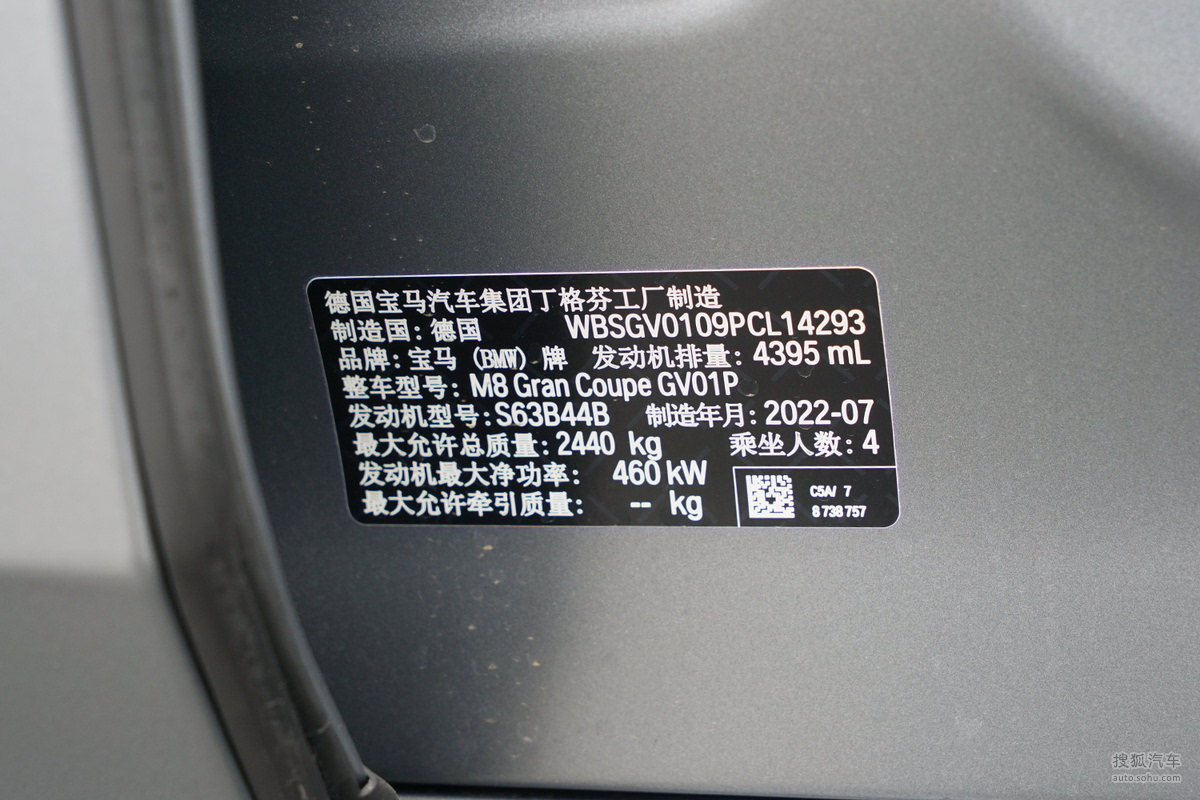 德国宝马汽车集团丁格芬工厂制造
制造国：德国 WBSGV0109PCL14293
品牌：宝马（BMW）牌 发动机排量：4395 mL
整车型号：M8 Gran Coupe GV01P
发动机型号：S63B44B 制造年月：2022-07
最大允许总质量：2440 kg 乘坐人数：4
发动机最大净功率： 460 kW
最大允许牵引质量： -- kg
C5A/ 7
8 738 757
搜狐汽车
auto.sohu.com